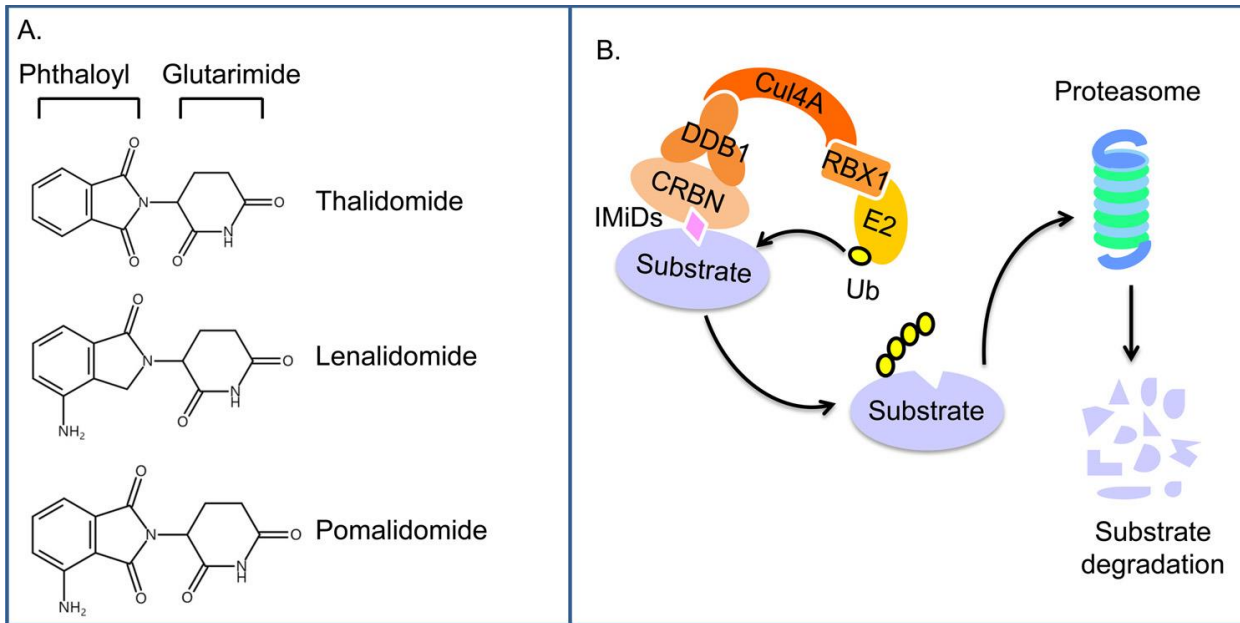 A.
Phthaloyl Glutarimide
O
N
O
O
O
N
H
Thalidomide
O
N
O
O
N
H
NH2
Lenalidomide
O
N
O
O
O
N
H
NH2
Pomalidomide
B.
Cul4A
DDB1
RBX1
CRBN
E2
IMiDs
Substrate
Ub
Substrate
Proteasome
Substrate
degradation